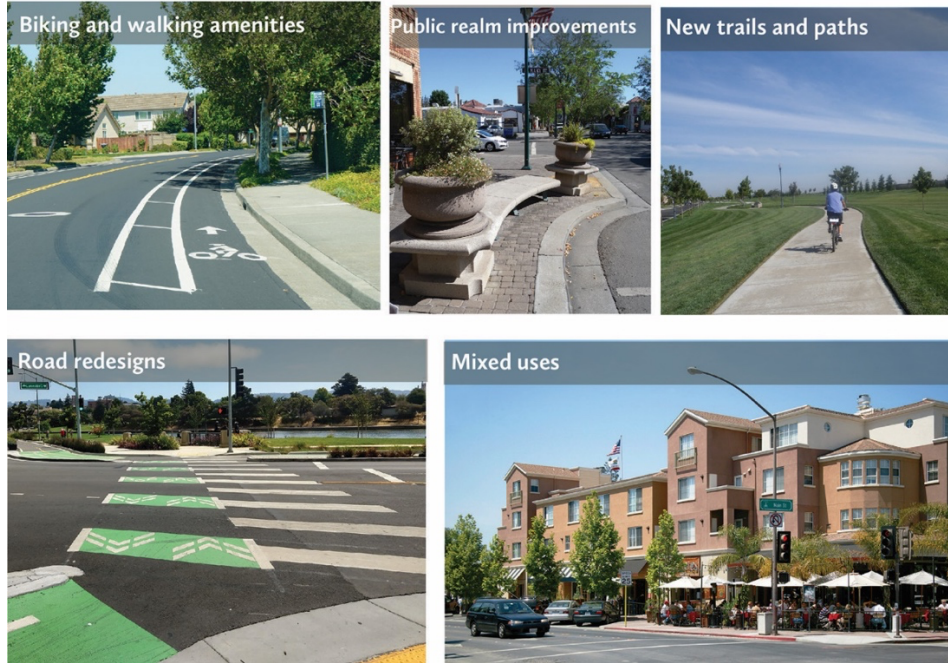 Biking and walking amenities
Public realm improvements
New trails and paths
Road redesigns
Mixed uses